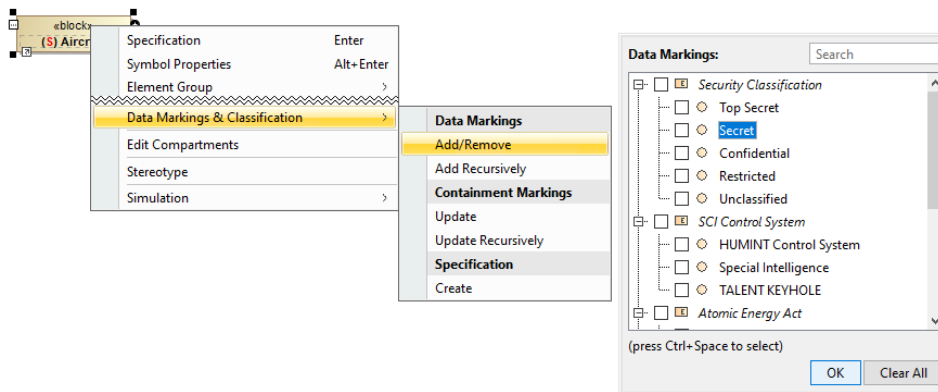 «block»
(S) Aircr
Specification Enter
Symbol Properties Alt+Enter
Element Group >
Data Markings & Classification >
Edit Compartments
Stereotype
Simulation >
Data Markings
Add/Remove
Add Recursively
Containment Markings
Update
Update Recursively
Specification
Create
Data Markings: Search
E Security Classification
Top Secret
Secret
Confidential
Restricted
Unclassified
E SCI Control System
HUMINT Control System
Special Intelligence
TALENT KEYHOLE
E Atomic Energy Act
(press Ctrl+Space to select)
OK Clear All